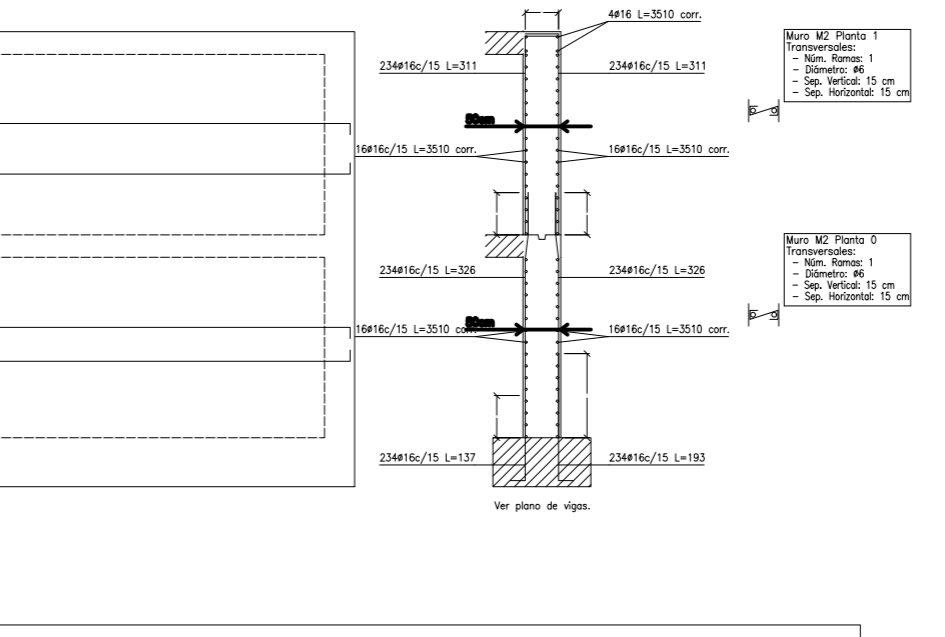 4ø16 L=3510 corr.
Muro M2 Planta 1
Transversales:
- Núm. Ramas: 1
- Diámetro: ø6
- Sep. Vertical: 15 cm
- Sep. Horizontal: 15 cm
234ø16c/15 L=311
234ø16c/15 L=311
16ø16c/15 L=3510 corr.
16ø16c/15 L=3510 corr.
Muro M2 Planta 0
Transversales:
- Núm. Ramas: 1
- Diámetro: ø6
- Sep. Vertical: 15 cm
- Sep. Horizontal: 15 cm
234ø16c/15 L=326
234ø16c/15 L=326
16ø16c/15 L=3510 corr.
16ø16c/15 L=3510 corr.
234ø16c/15 L=137
234ø16c/15 L=193
Ver plano de vigas.